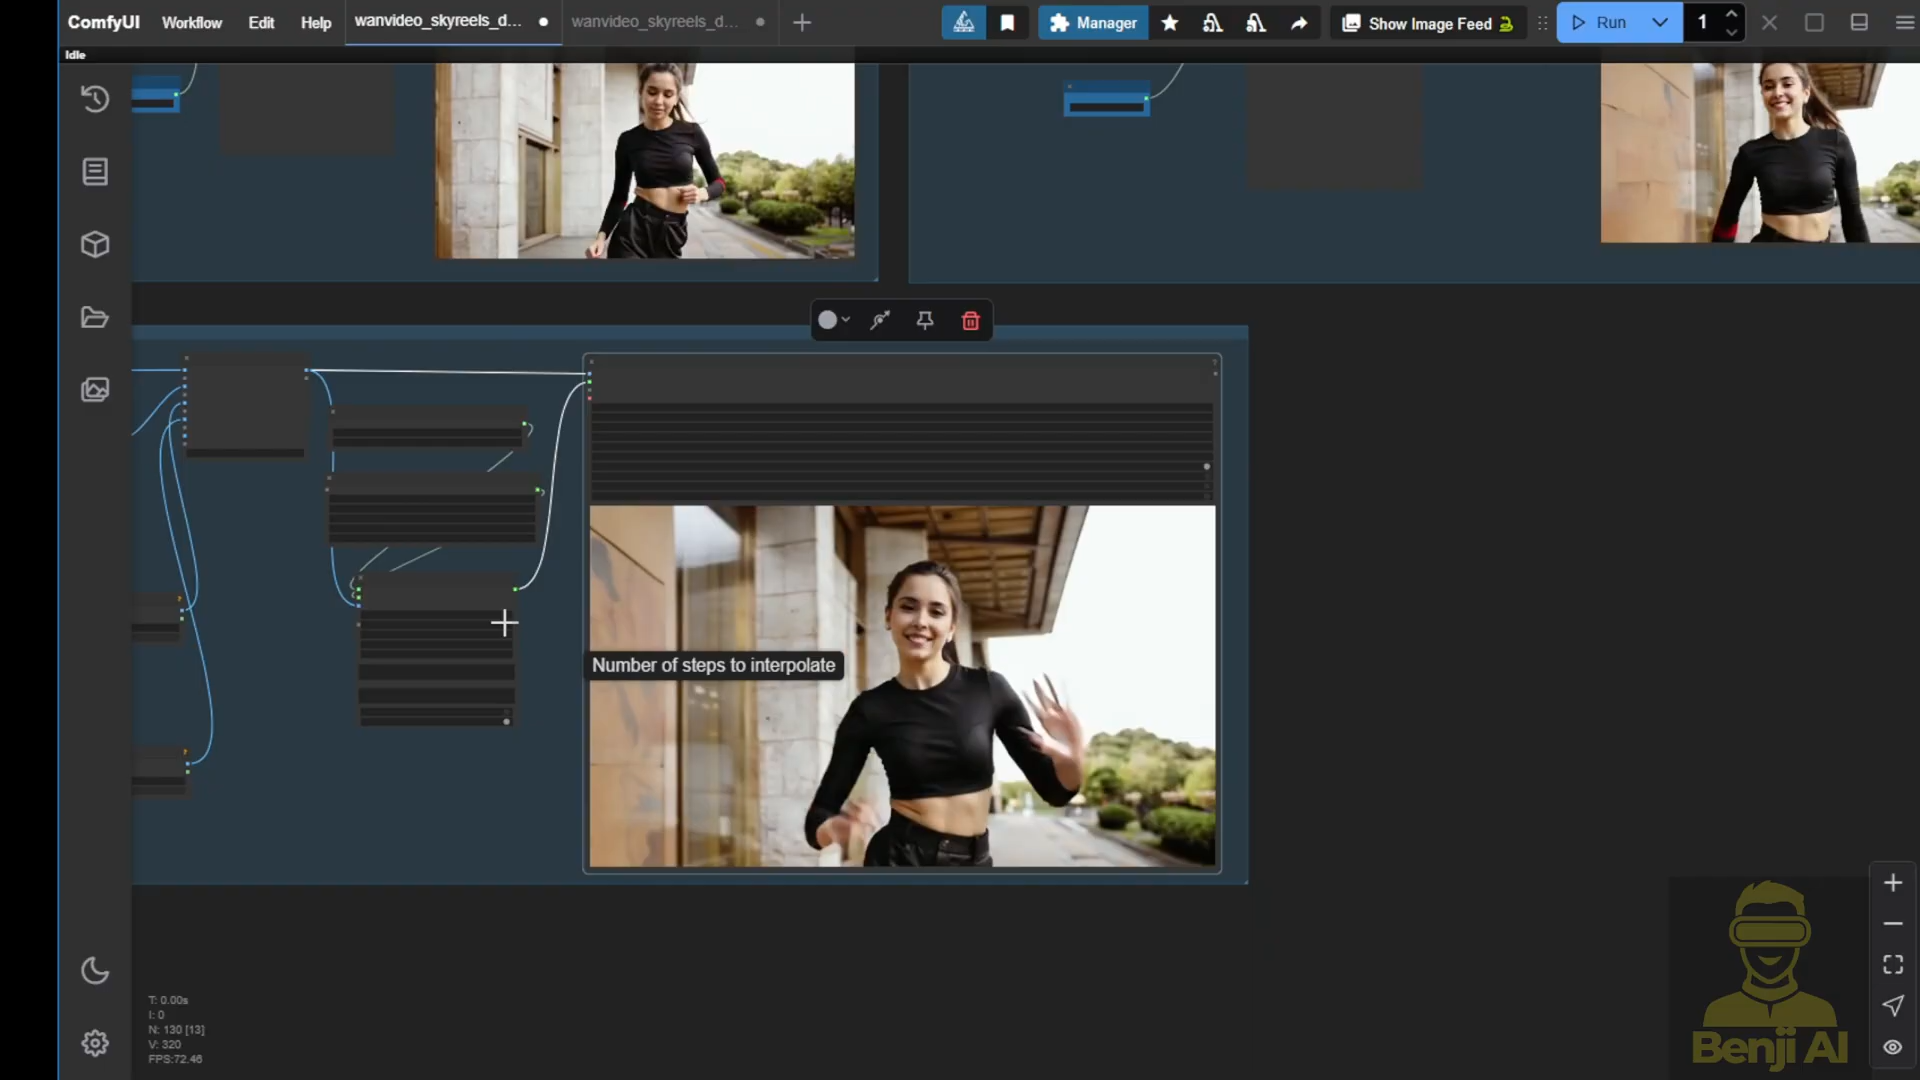 ComfyUI Workflow Edit Help wanvideo_skyreels_d... wanvideo_skyreels_d... Manager Show Image Feed Run 1
Idle
Number of steps to interpolate
T: 0.00s
I: 0
N: 130 [13]
V: 320
FPS:72.46
Benji AI